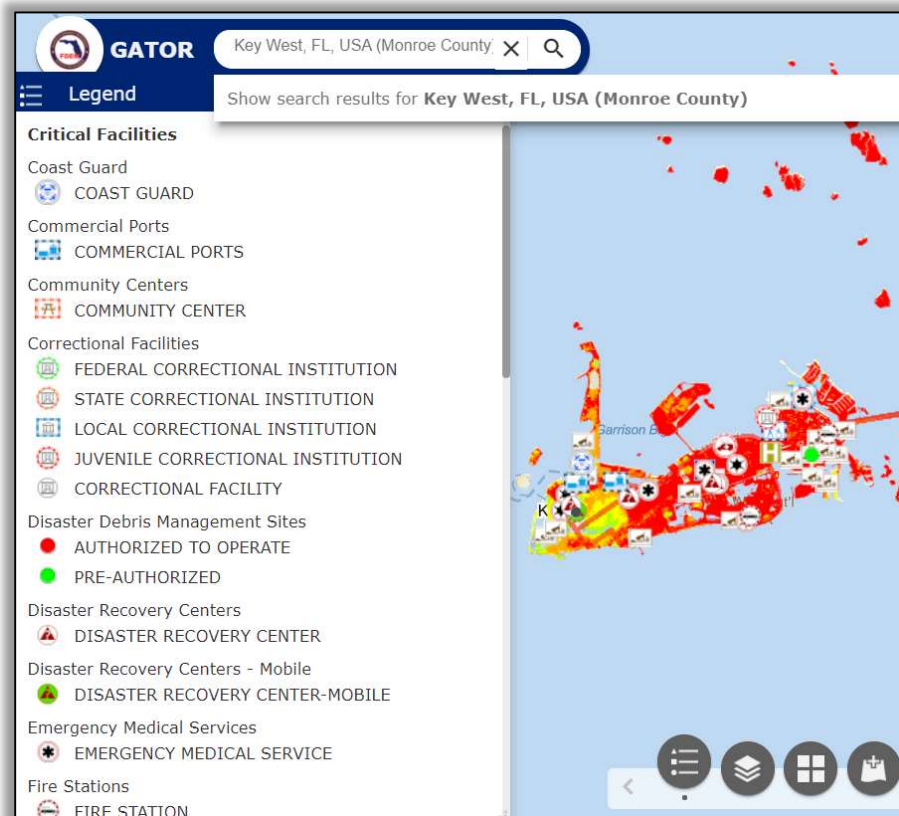 FDEM
GATOR
Key West, FL, USA (Monroe County)
Legend
Show search results for Key West, FL, USA (Monroe County)
Critical Facilities
Coast Guard
COAST GUARD
Commercial Ports
COMMERCIAL PORTS
Community Centers
COMMUNITY CENTER
Correctional Facilities
FEDERAL CORRECTIONAL INSTITUTION
STATE CORRECTIONAL INSTITUTION
LOCAL CORRECTIONAL INSTITUTION
JUVENILE CORRECTIONAL INSTITUTION
CORRECTIONAL FACILITY
Disaster Debris Management Sites
AUTHORIZED TO OPERATE
PRE-AUTHORIZED
Disaster Recovery Centers
DISASTER RECOVERY CENTER
Disaster Recovery Centers - Mobile
DISASTER RECOVERY CENTER-MOBILE
Emergency Medical Services
EMERGENCY MEDICAL SERVICE
Fire Stations
FIRE STATION
Garrison B
H
K